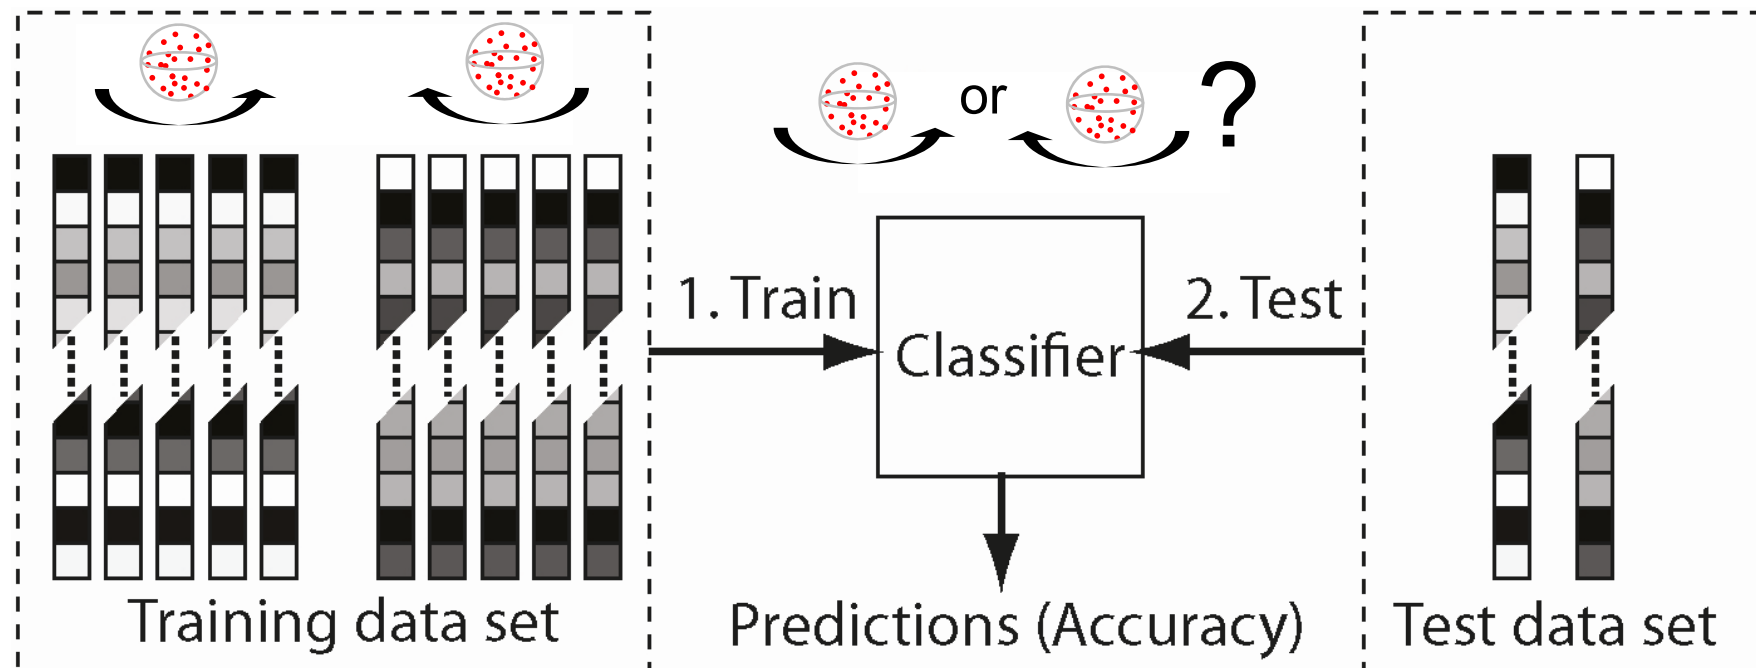 or ?
1. Train
2. Test
Classifier
Training data set
Predictions (Accuracy)
Test data set